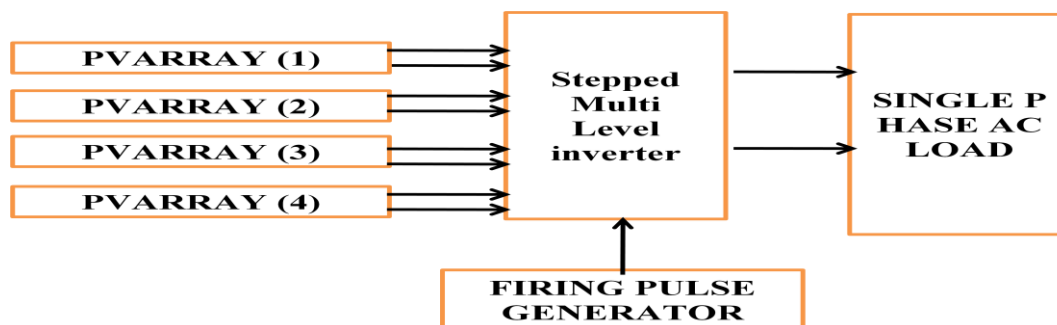 PVARRAY (1)
PVARRAY (2)
PVARRAY (3)
PVARRAY (4)
Stepped
Multi
Level
inverter
SINGLE P
HASE AC
LOAD
FIRING PULSE
GENERATOR